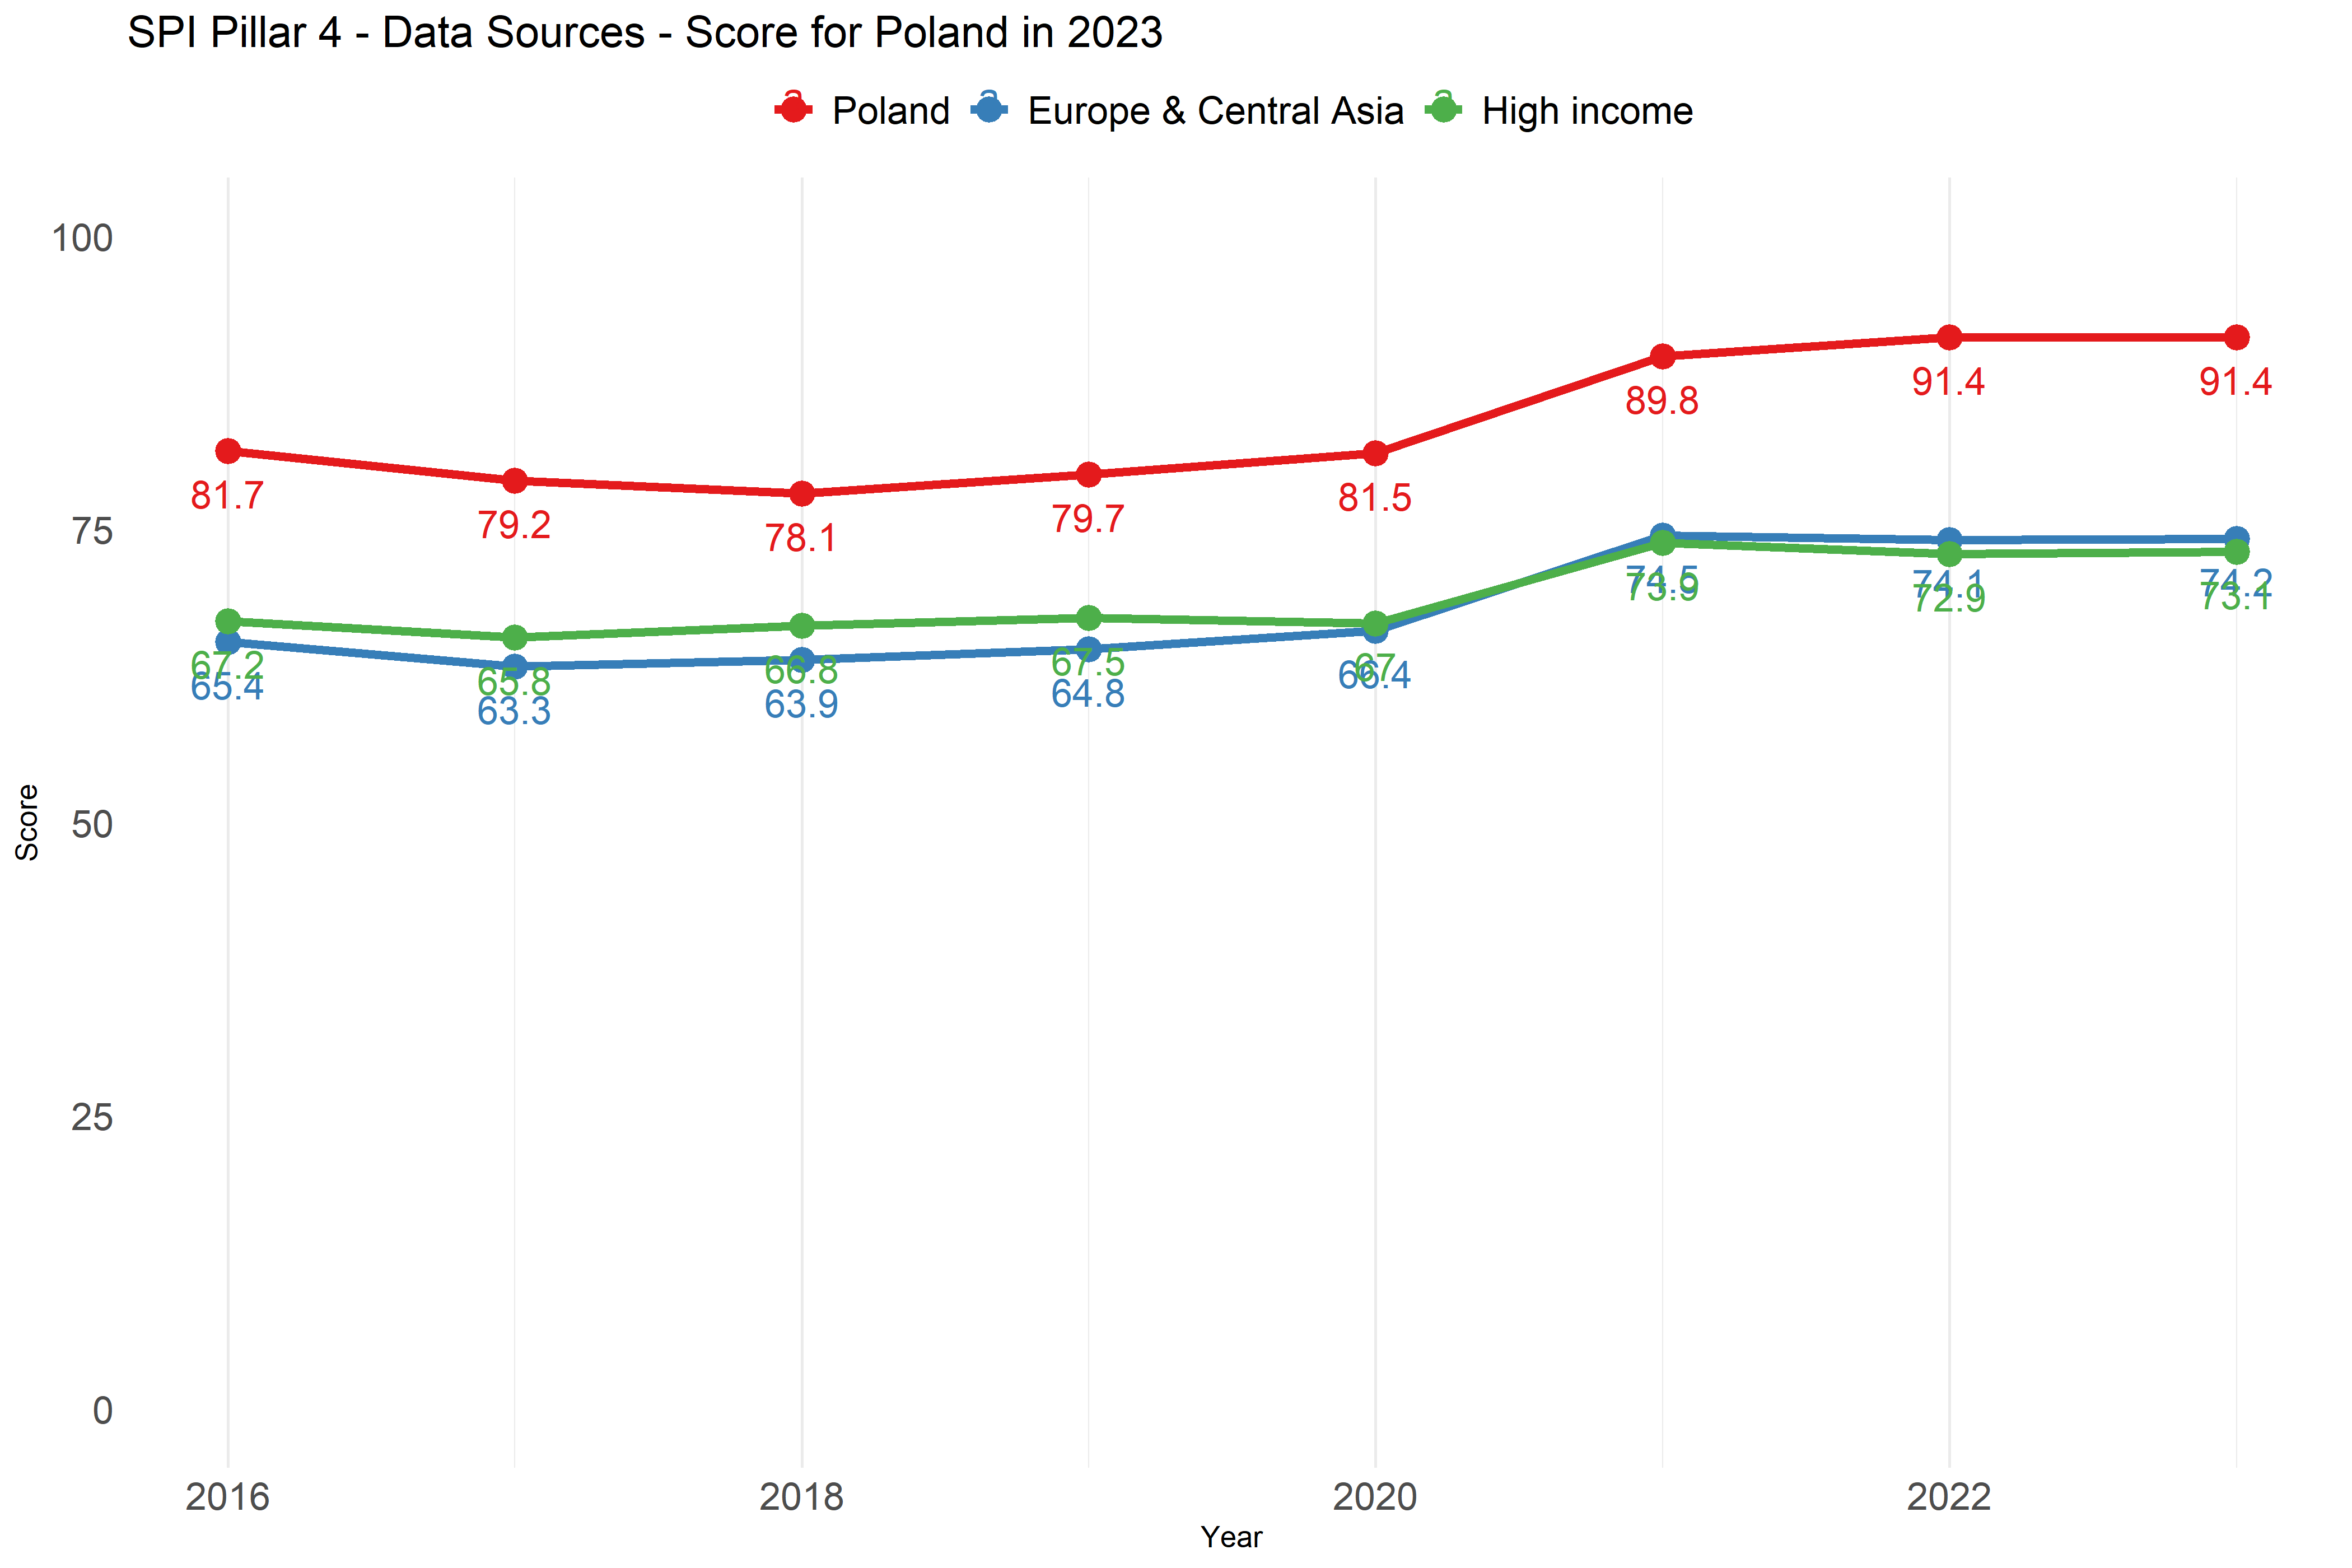 SPI Pillar 4 - Data Sources - Score for Poland in 2023
Poland Europe & Central Asia High income
100
75
50
25
0
Score
91.4 91.4
89.8
81.7 81.5
79.2 78.1 79.7
74.5 74.1 74.2
73.9 72.9 73.1
67.2 65.8 66.8 67.5 67
65.4 63.3 63.9 64.8 66.4
2016 2018 2020 2022
Year